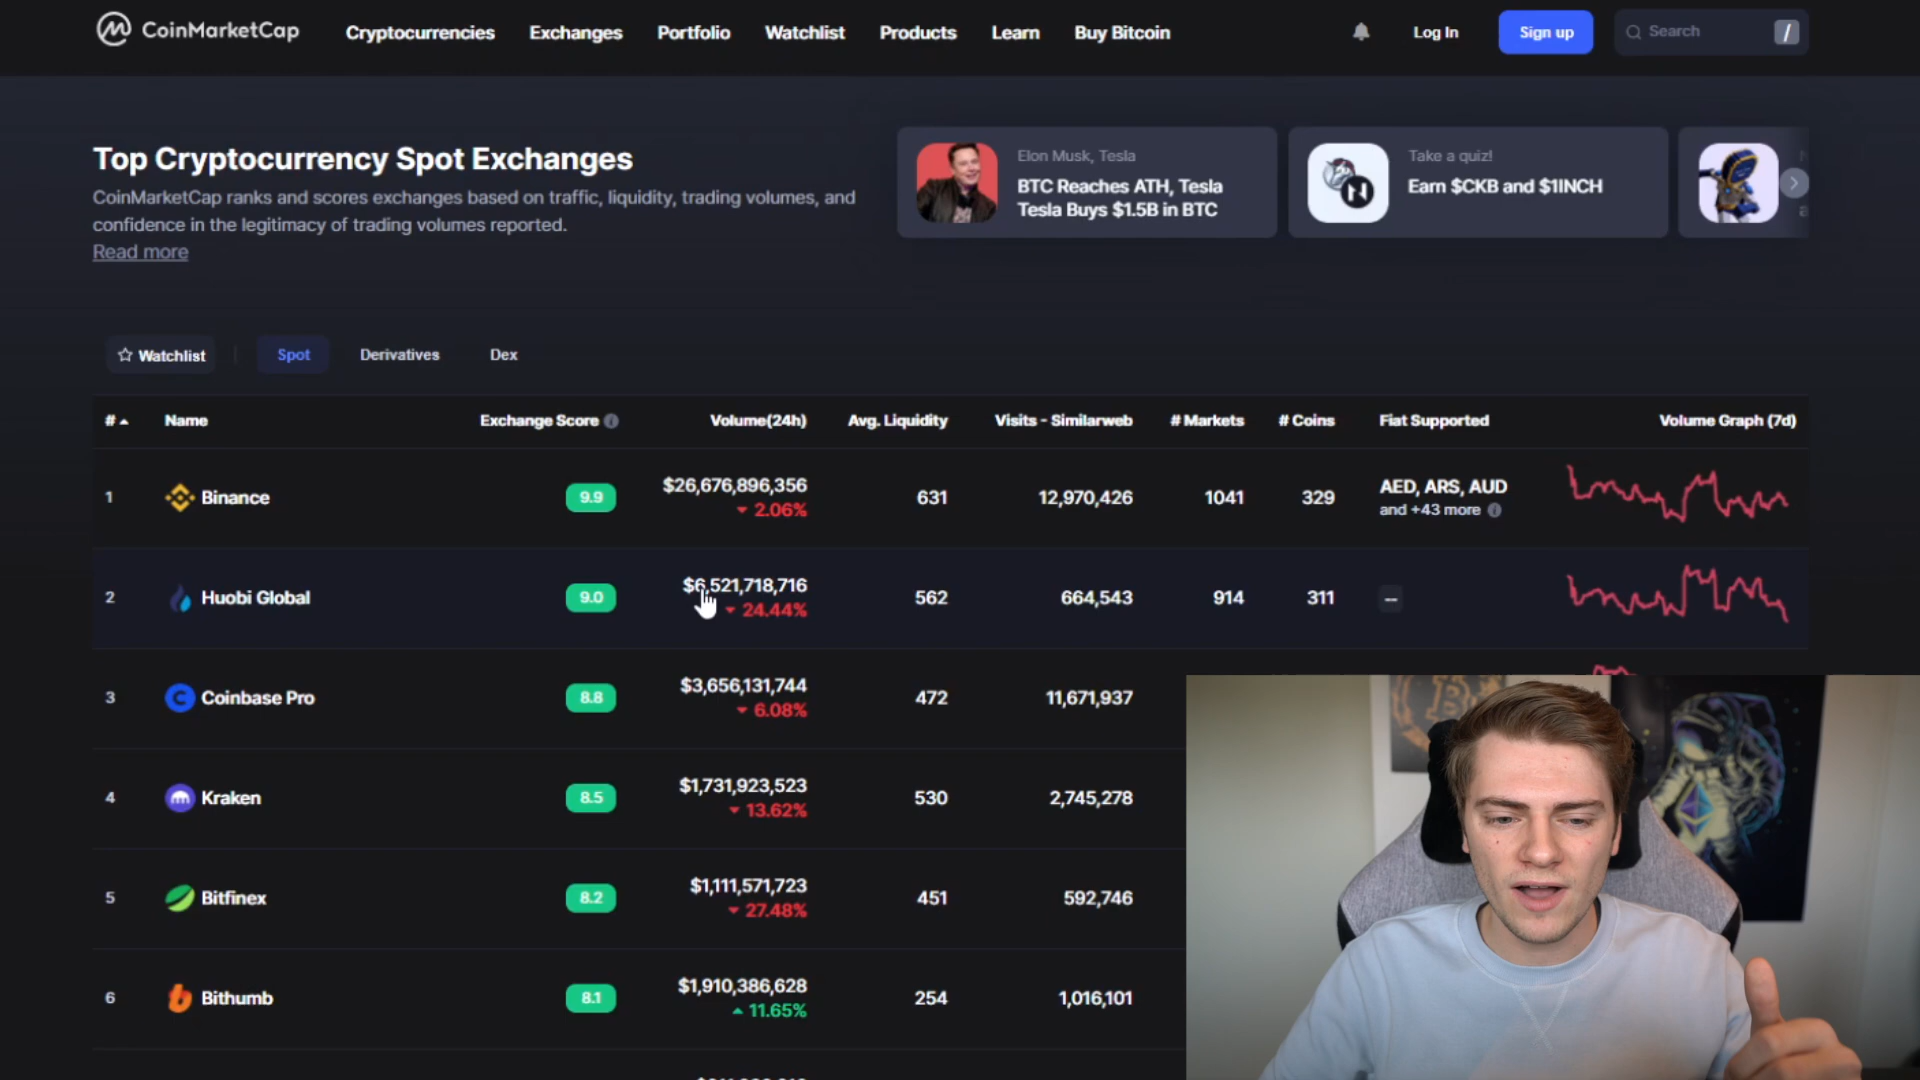 CoinMarketCap Cryptocurrencies Exchanges Portfolio Watchlist Products Learn Buy Bitcoin Log In Sign up Search /
Top Cryptocurrency Spot Exchanges
CoinMarketCap ranks and scores exchanges based on traffic, liquidity, trading volumes, and
confidence in the legitimacy of trading volumes reported.
Read more
Elon Musk, Tesla
BTC Reaches ATH, Tesla
Tesla Buys $1.5B in BTC
Take a quiz!
Earn $CKB and $1INCH
Watchlist Spot Derivatives Dex
# Name Exchange Score Volume(24h) Avg. Liquidity Visits - Similarweb # Markets # Coins Fiat Supported Volume Graph (7d)
1 Binance 9.9 $26,676,896,356 631 12,970,426 1041 329 AED, ARS, AUD
2.06% and +43 more
2 Huobi Global 9.0 $6,521,718,716 562 664,543 914 311 --
24.44%
3 Coinbase Pro 8.8 $3,656,131,744 472 11,671,937
6.08%
4 Kraken 8.5 $1,731,923,523 530 2,745,278
13.62%
5 Bitfinex 8.2 $1,111,571,723 451 592,746
27.48%
6 Bithumb 8.1 $1,910,386,628 254 1,016,101
11.65%